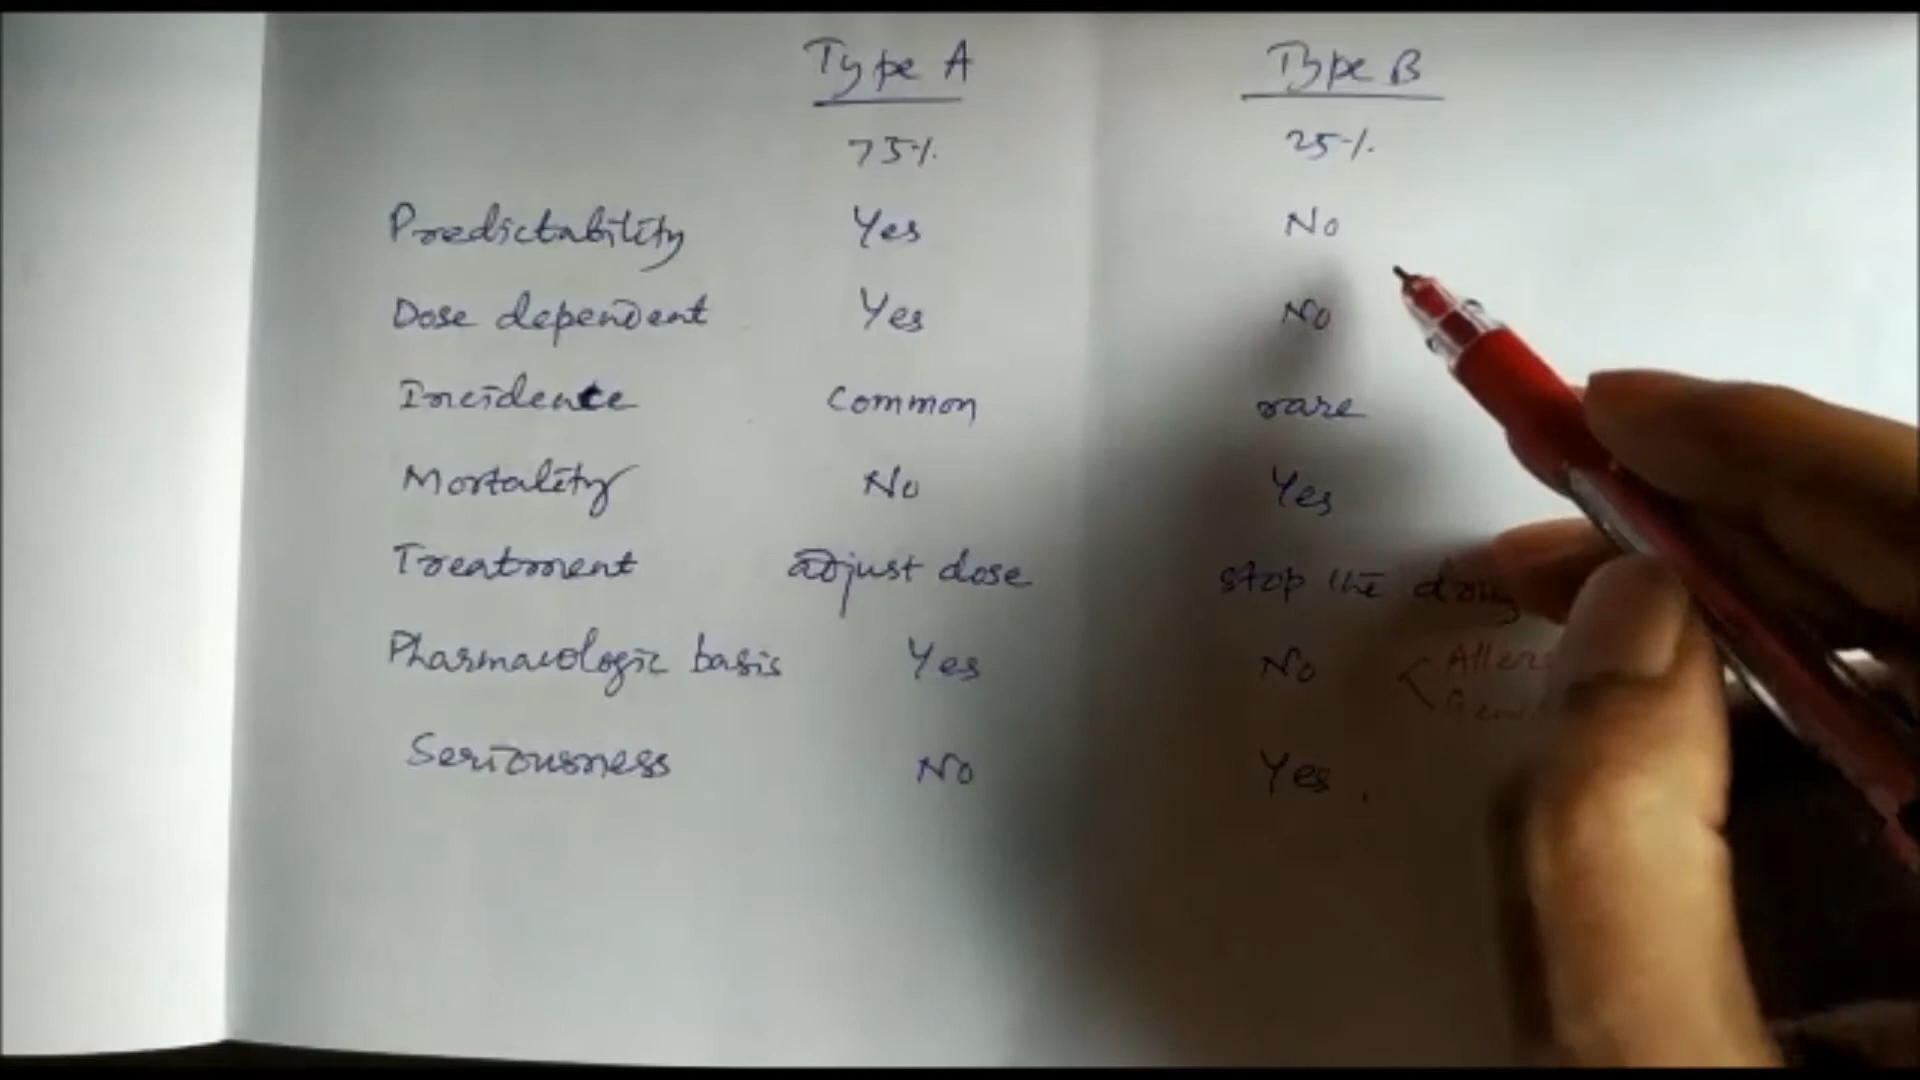 Type A Type B
75% 25%
Predictability Yes No
Dose dependent Yes No
Incidence Common rare
Mortality No Yes
Treatment adjust dose stop the drug
Pharmacologic basis Yes No
Seriousness No Yes.